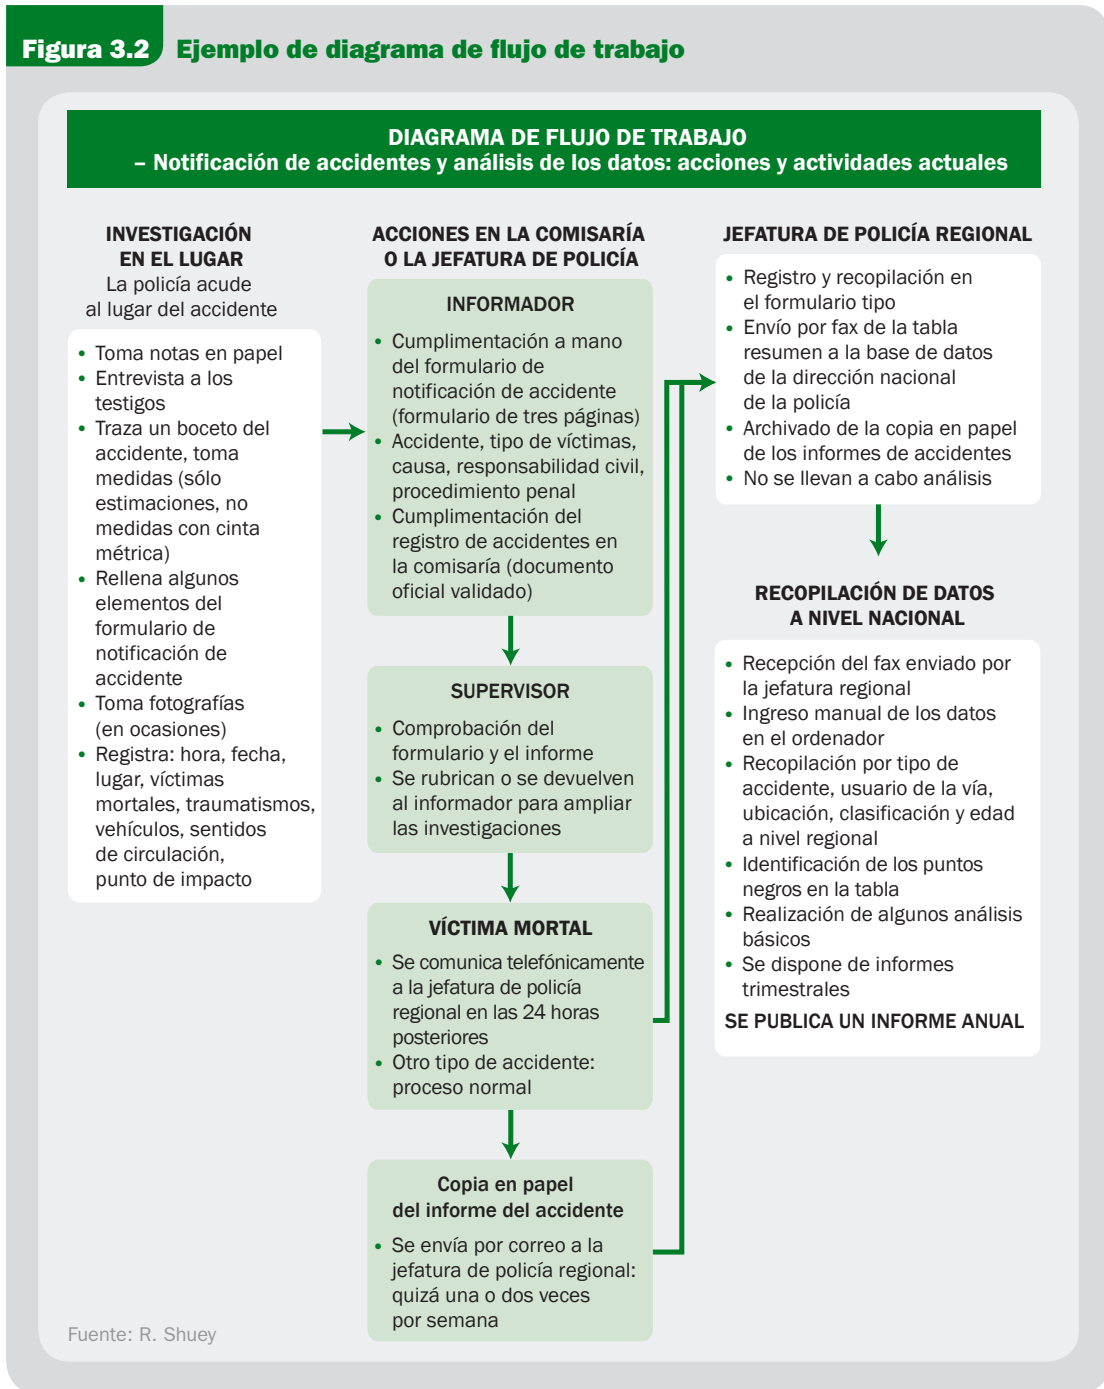 Figura 3.2 Ejemplo de diagrama de flujo de trabajo
DIAGRAMA DE FLUJO DE TRABAJO
– Notificación de accidentes y análisis de los datos: acciones y actividades actuales
INVESTIGACIÓN
EN EL LUGAR
La policía acude
al lugar del accidente
• Toma notas en papel
• Entrevista a los
testigos
• Traza un boceto del
accidente, toma
medidas (sólo
estimaciones, no
medidas con cinta
métrica)
• Rellena algunos
elementos del
formulario de
notificación de
accidente
• Toma fotografías
(en ocasiones)
• Registra: hora, fecha,
lugar, víctimas
mortales, traumatismos,
vehículos, sentidos
de circulación,
punto de impacto
ACCIONES EN LA COMISARÍA
O LA JEFATURA DE POLICÍA
INFORMADOR
• Cumplimentación a mano
del formulario de
notificación de accidente
(formulario de tres páginas)
• Accidente, tipo de víctimas,
causa, responsabilidad civil,
procedimiento penal
• Cumplimentación del
registro de accidentes en
la comisaría (documento
oficial validado)
SUPERVISOR
• Comprobación del
formulario y el informe
• Se rubrican o se devuelven
al informador para ampliar
las investigaciones
VÍCTIMA MORTAL
• Se comunica telefónicamente
a la jefatura de policía
regional en las 24 horas
posteriores
• Otro tipo de accidente:
proceso normal
Copia en papel
del informe del accidente
• Se envía por correo a la
jefatura de policía regional:
quizá una o dos veces
por semana
JEFATURA DE POLICÍA REGIONAL
• Registro y recopilación en
el formulario tipo
• Envío por fax de la tabla
resumen a la base de datos
de la dirección nacional
de la policía
• Archivado de la copia en papel
de los informes de accidentes
• No se llevan a cabo análisis
RECOPILACIÓN DE DATOS
A NIVEL NACIONAL
• Recepción del fax enviado por
la jefatura regional
• Ingreso manual de los datos
en el ordenador
• Recopilación por tipo de
accidente, usuario de la vía,
ubicación, clasificación y edad
a nivel regional
• Identificación de los puntos
negros en la tabla
• Realización de algunos análisis
básicos
• Se dispone de informes
trimestrales
SE PUBLICA UN INFORME ANUAL
Fuente: R. Shuey